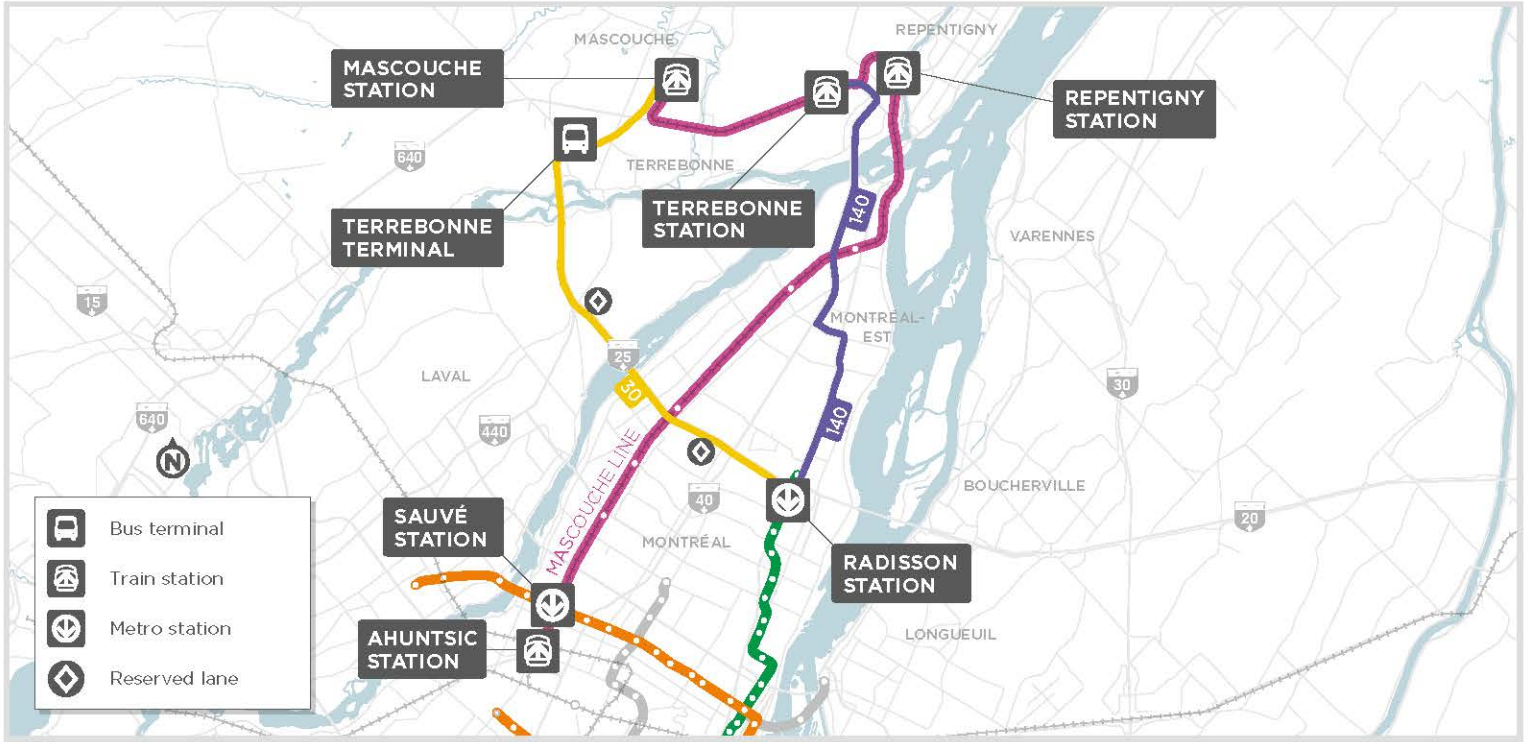 MASCOUCHE
REPENTIGNY
MASCOUCHE
STATION
REPENTIGNY
STATION
640
TERREBONNE
TERREBONNE
STATION
TERREBONNE
TERMINAL
140
VARENNES
15
MONTRÉAL-
EST
25
LAVAL
30
30
640
440
140
MASCOUCHE LINE
N
BOUCHERVILLE
40
20
SAUVÉ
STATION
MONTRÉAL
RADISSON
STATION
Bus terminal
Train station
Metro station
Reserved lane
AHUNTSIC
STATION
LONGUEUIL